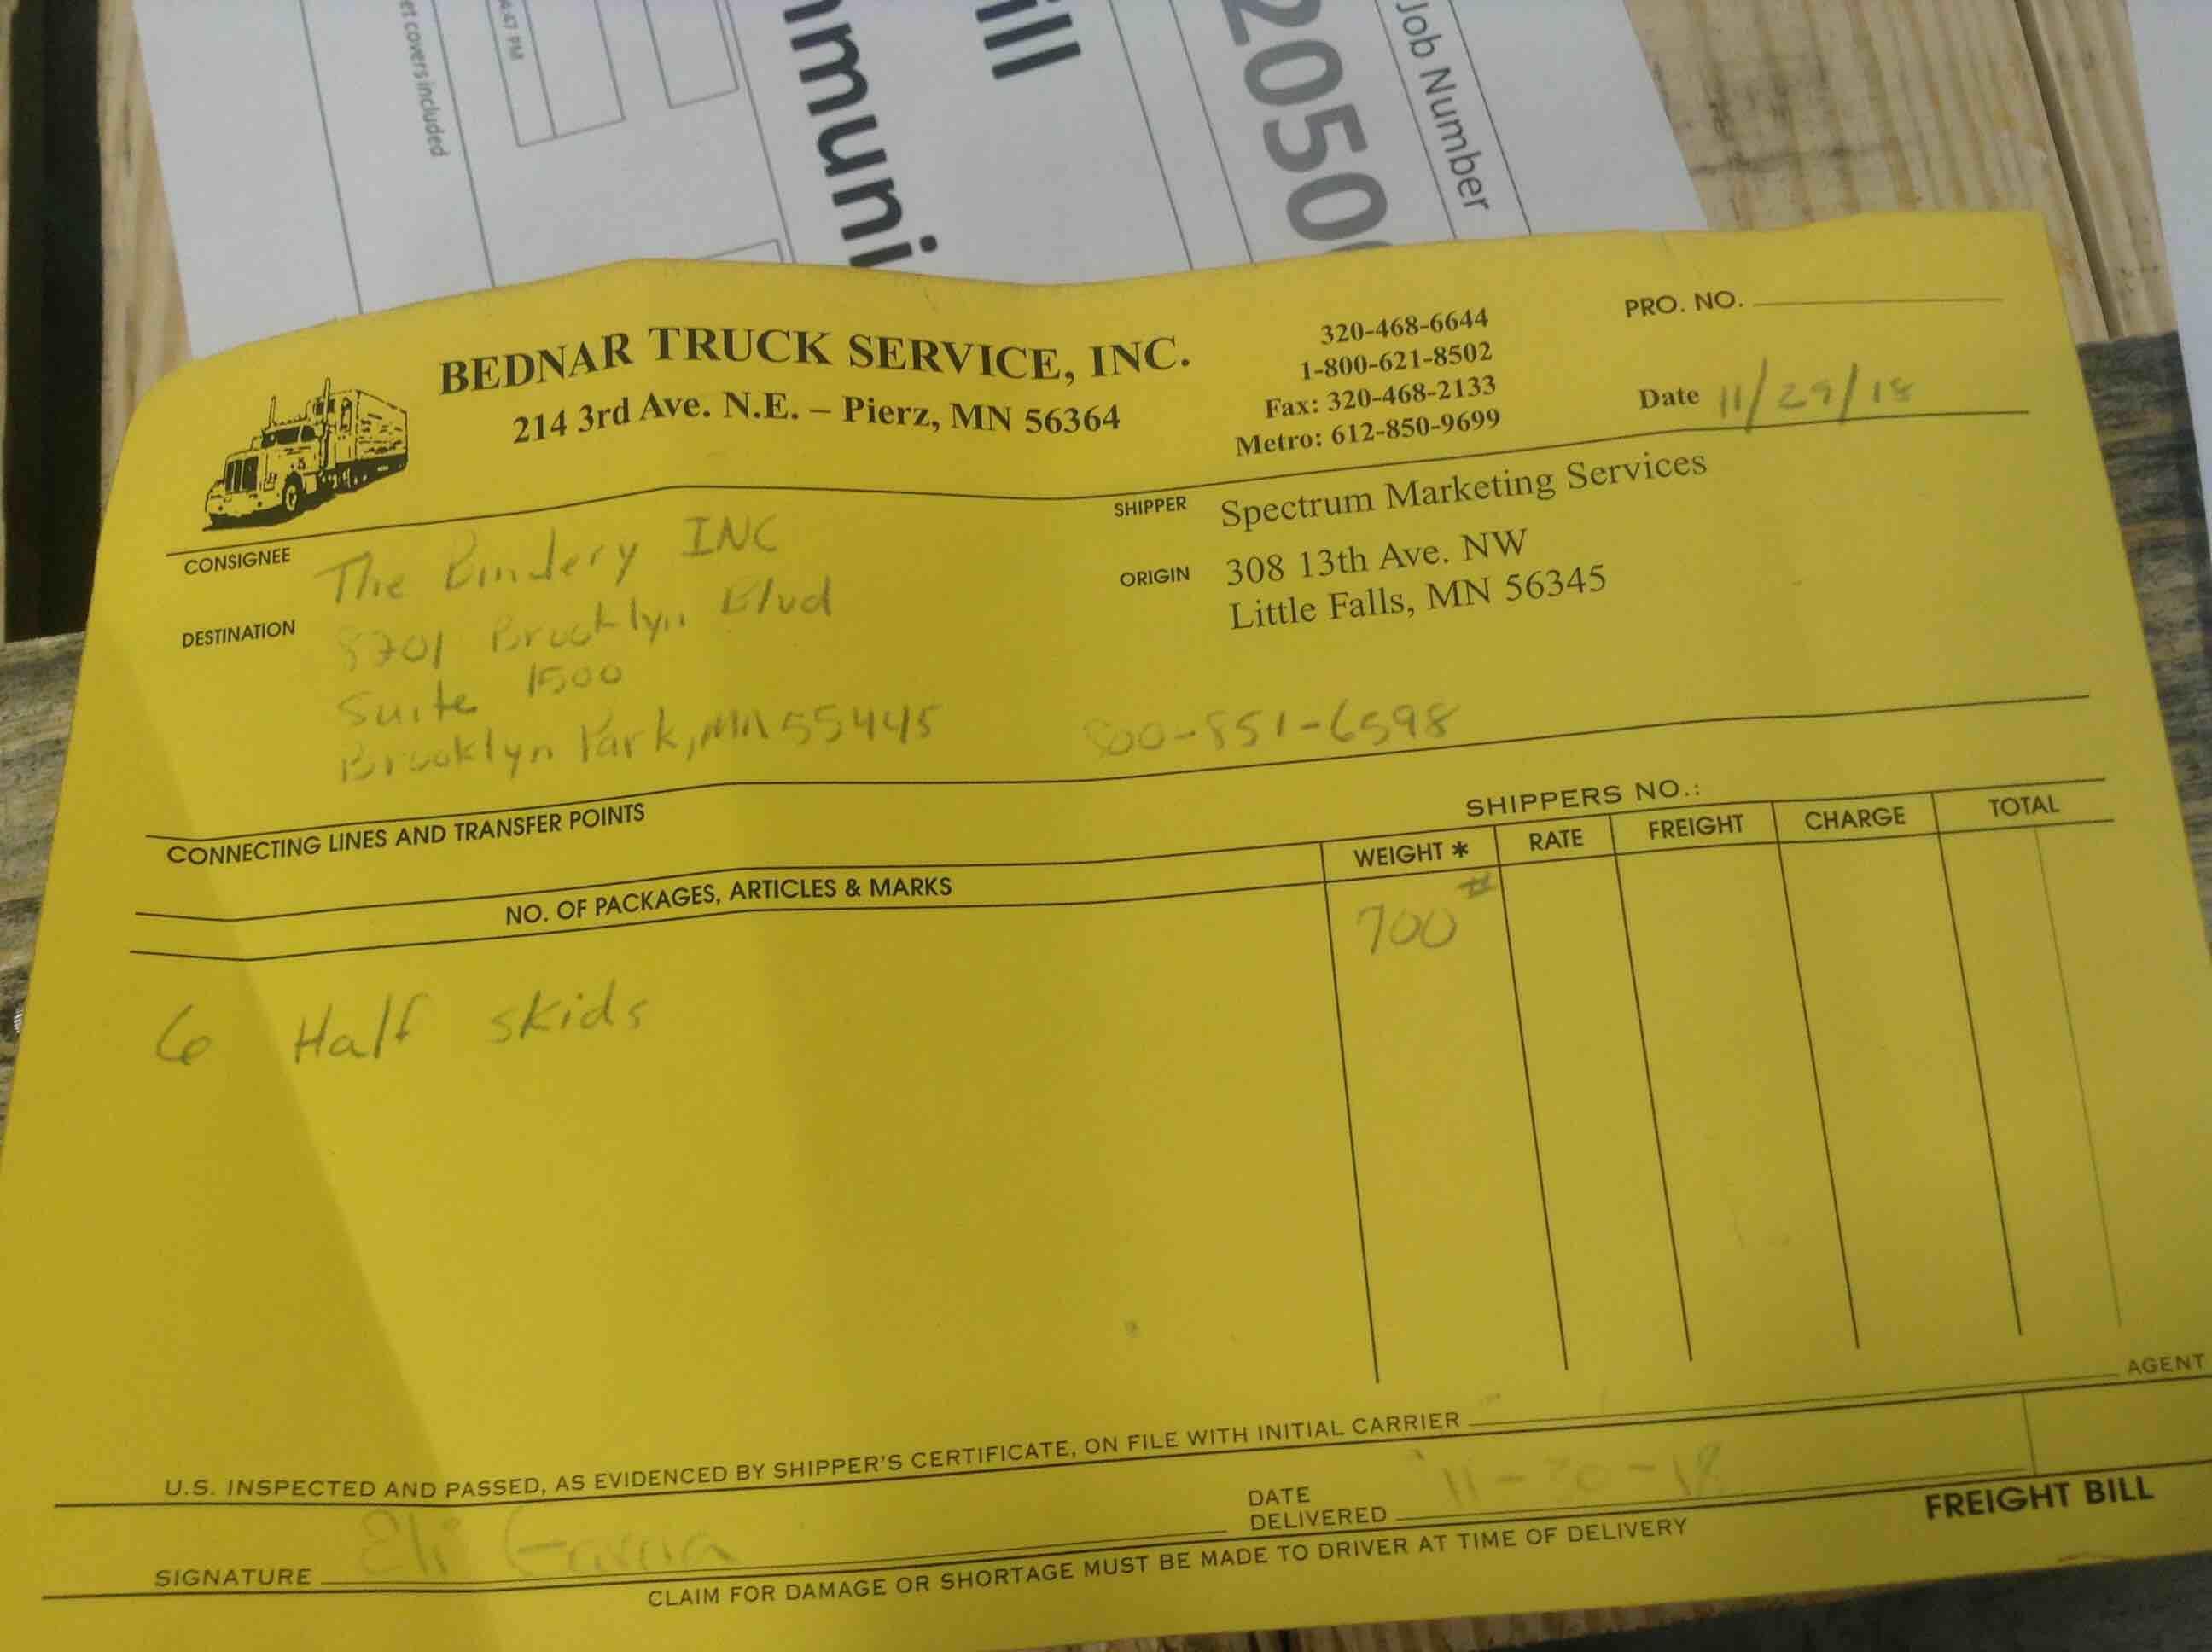 et covers included
47 PM
nmuni
ill
2050
Job Number
BEDNAR TRUCK SERVICE, INC.
214 3rd Ave. N.E. – Pierz, MN 56364
320-468-6644
1-800-621-8502
Fax: 320-468-2133
Metro: 612-850-9699
PRO. NO.
Date 11/29/18
CONSIGNEE The Bindery INC
DESTINATION 8701 Brooklyn Blvd
Suite 1500
Brooklyn Park, MN 55445
SHIPPER Spectrum Marketing Services
ORIGIN 308 13th Ave. NW
Little Falls, MN 56345
800-851-6598
CONNECTING LINES AND TRANSFER POINTS
SHIPPERS NO.:
NO. OF PACKAGES, ARTICLES & MARKS
WEIGHT * RATE FREIGHT CHARGE TOTAL
700#
6 Half skids
AGENT
U.S. INSPECTED AND PASSED, AS EVIDENCED BY SHIPPER'S CERTIFICATE, ON FILE WITH INITIAL CARRIER
SIGNATURE Eli
DATE
DELIVERED 11-30-18
FREIGHT BILL
CLAIM FOR DAMAGE OR SHORTAGE MUST BE MADE TO DRIVER AT TIME OF DELIVERY